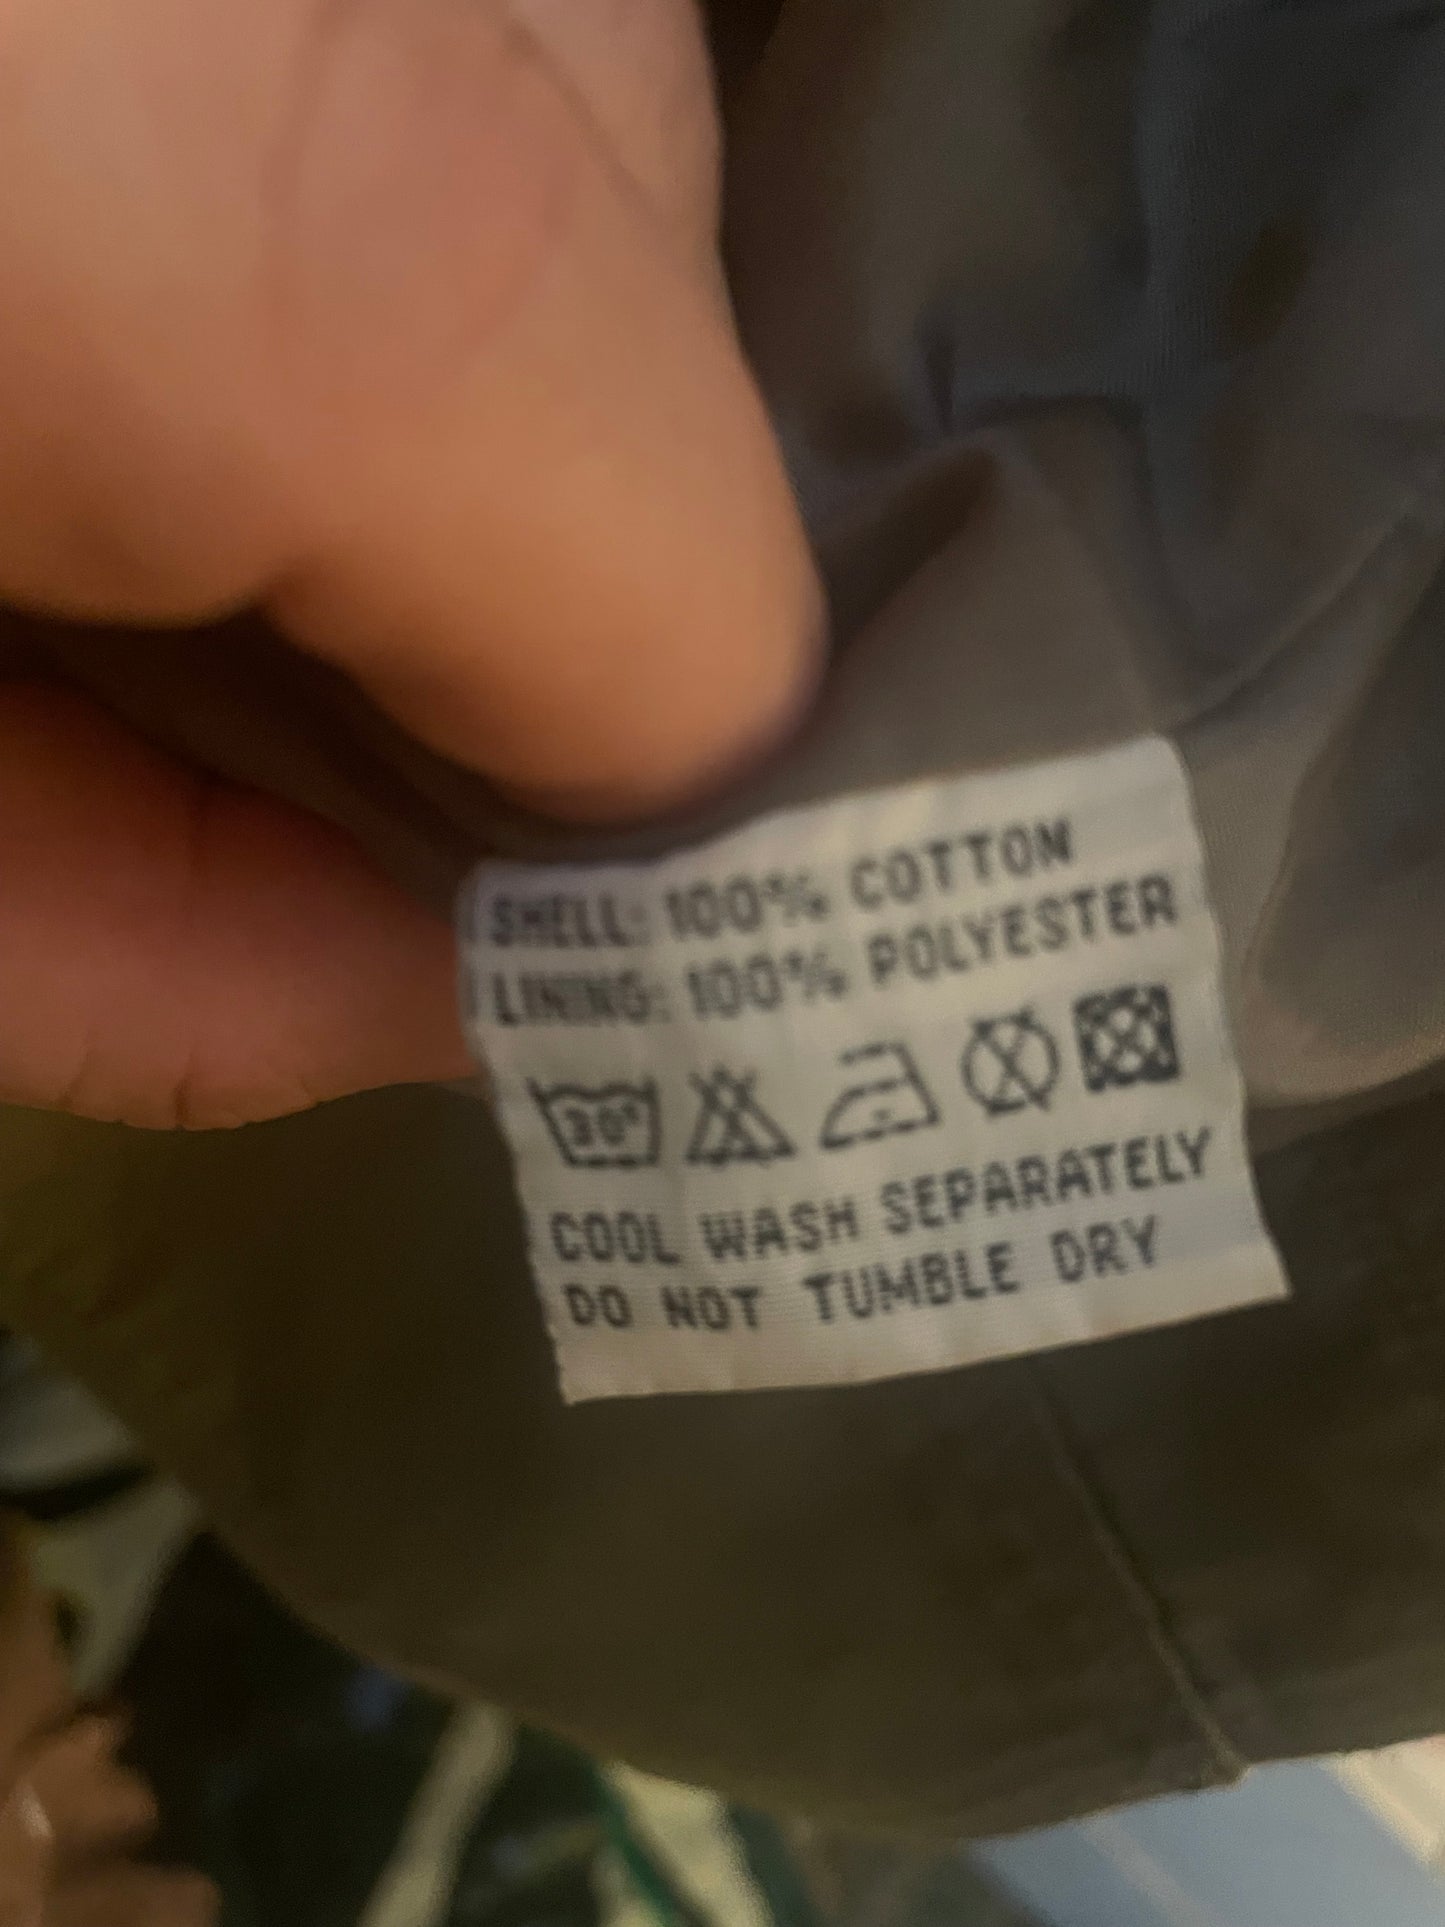 SHELL: 100% COTTON
LINING: 100% POLYESTER
30°
COOL WASH SEPARATELY
DO NOT TUMBLE DRY